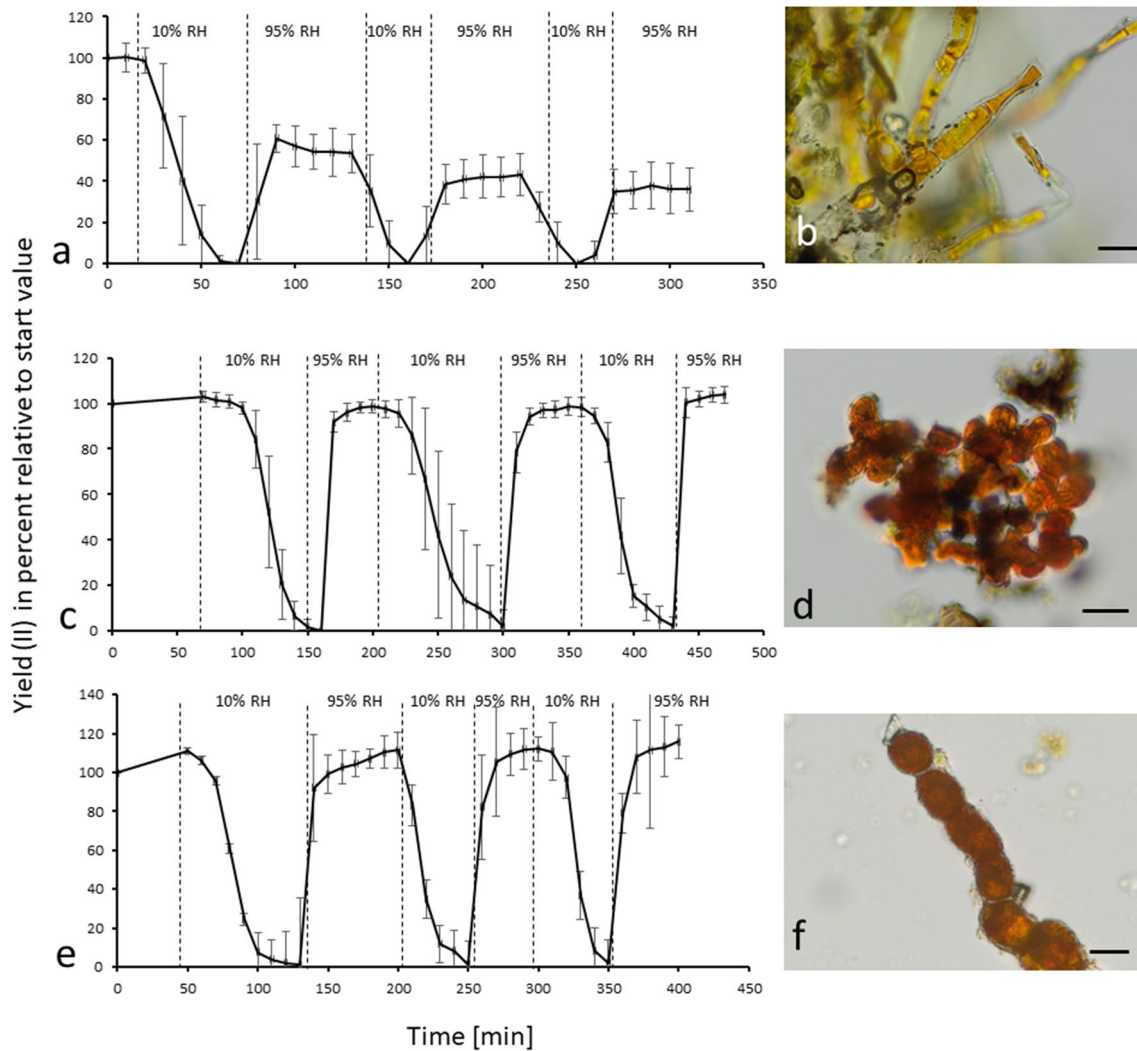 Yield (II) in percent relative to start value
120
100
80
60
40
20
0
10% RH 95% RH 10% RH 95% RH 10% RH 95% RH
0 50 100 150 200 250 300 350
a
b
120
100
80
60
40
20
0
10% RH 95% RH 10% RH 95% RH 10% RH 95% RH
0 50 100 150 200 250 300 350 400 450 500
c
d
140
120
100
80
60
40
20
0
10% RH 95% RH 10% RH 95% RH 10% RH 95% RH
0 50 100 150 200 250 300 350 400 450
e
f
Time [min]